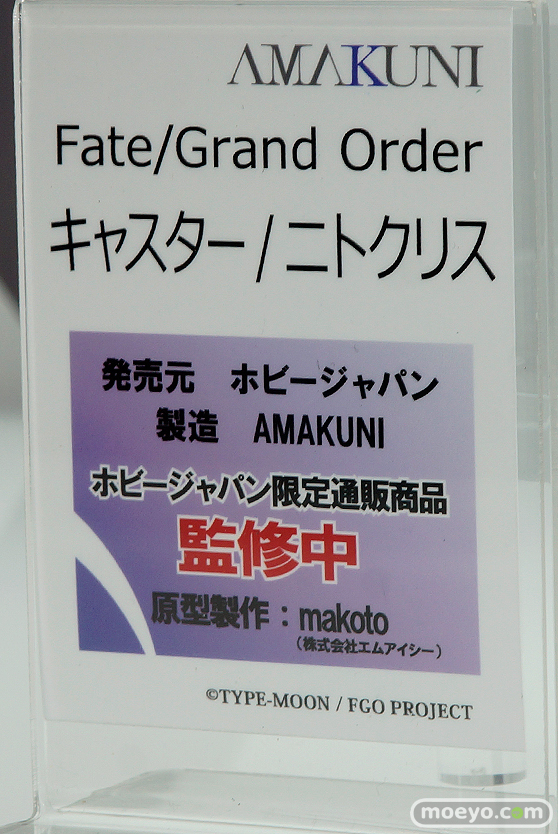 AMAKUNI
Fate/Grand Order
キャスター/ニトクリス
発売元　ホビージャパン
製造　AMAKUNI
ホビージャパン限定通販商品
監修中
原型製作：makoto
（株式会社エムアイシー）
©TYPE-MOON / FGO PROJECT
moeyo.com